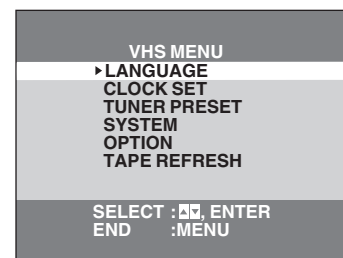 VHS MENU
▶LANGUAGE
CLOCK SET
TUNER PRESET
SYSTEM
OPTION
TAPE REFRESH
SELECT :▲▼, ENTER
END :MENU